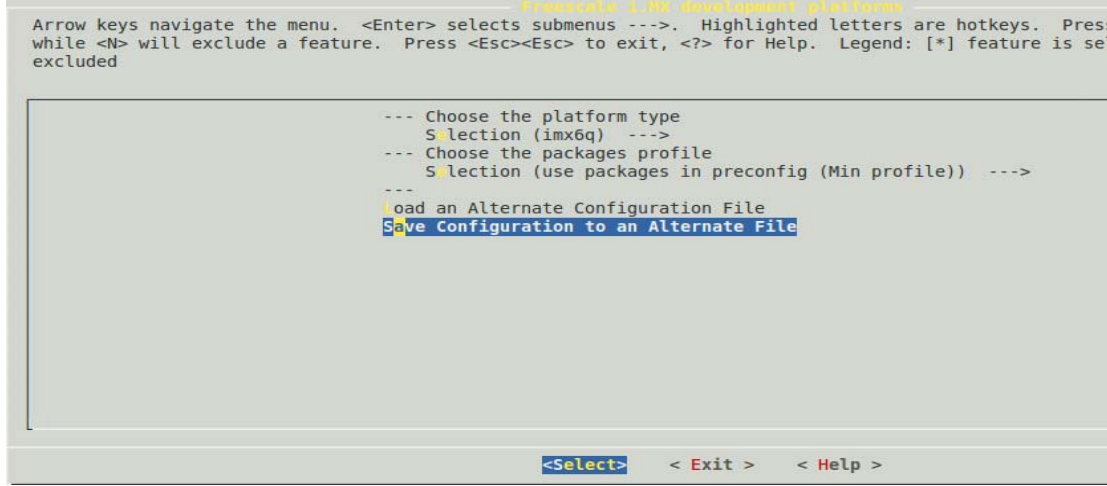 Freescale i.MX development platforms
Arrow keys navigate the menu. <Enter> selects submenus --->. Highlighted letters are hotkeys. Pres
while <N> will exclude a feature. Press <Esc><Esc> to exit, <?> for Help. Legend: [*] feature is se
excluded
--- Choose the platform type
Selection (imx6q) --->
--- Choose the packages profile
Selection (use packages in preconfig (Min profile)) --->
---
Load an Alternate Configuration File
Save Configuration to an Alternate File
<Select> < Exit > < Help >